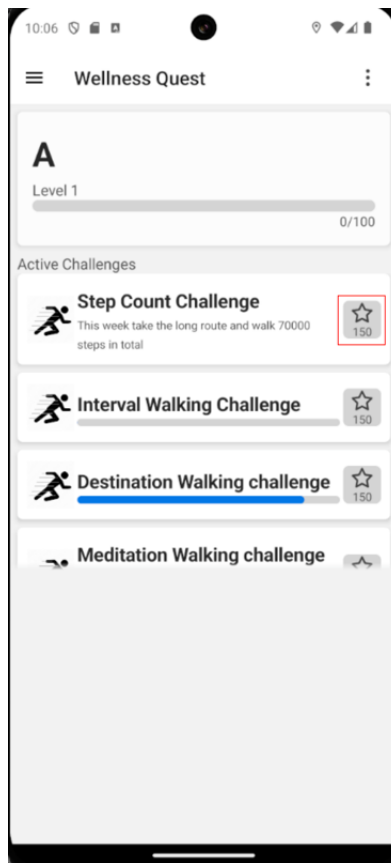 10:06
Wellness Quest
A
Level 1
0/100
Active Challenges
Step Count Challenge
This week take the long route and walk 70000
steps in total
150
Interval Walking Challenge
150
Destination Walking challenge
150
Meditation Walking challenge